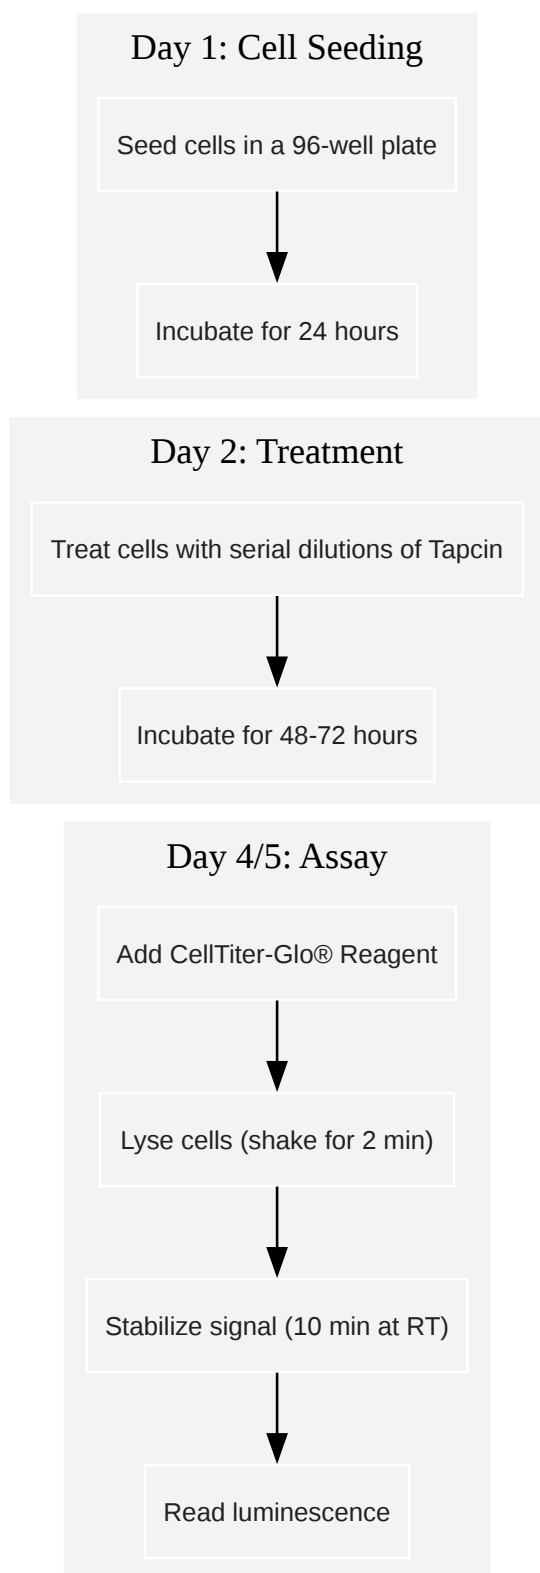 Day 1: Cell Seeding
Seed cells in a 96-well plate
Incubate for 24 hours
Day 2: Treatment
Treat cells with serial dilutions of Tapcin
Incubate for 48-72 hours
Day 4/5: Assay
Add CellTiter-Glo® Reagent
Lyse cells (shake for 2 min)
Stabilize signal (10 min at RT)
Read luminescence